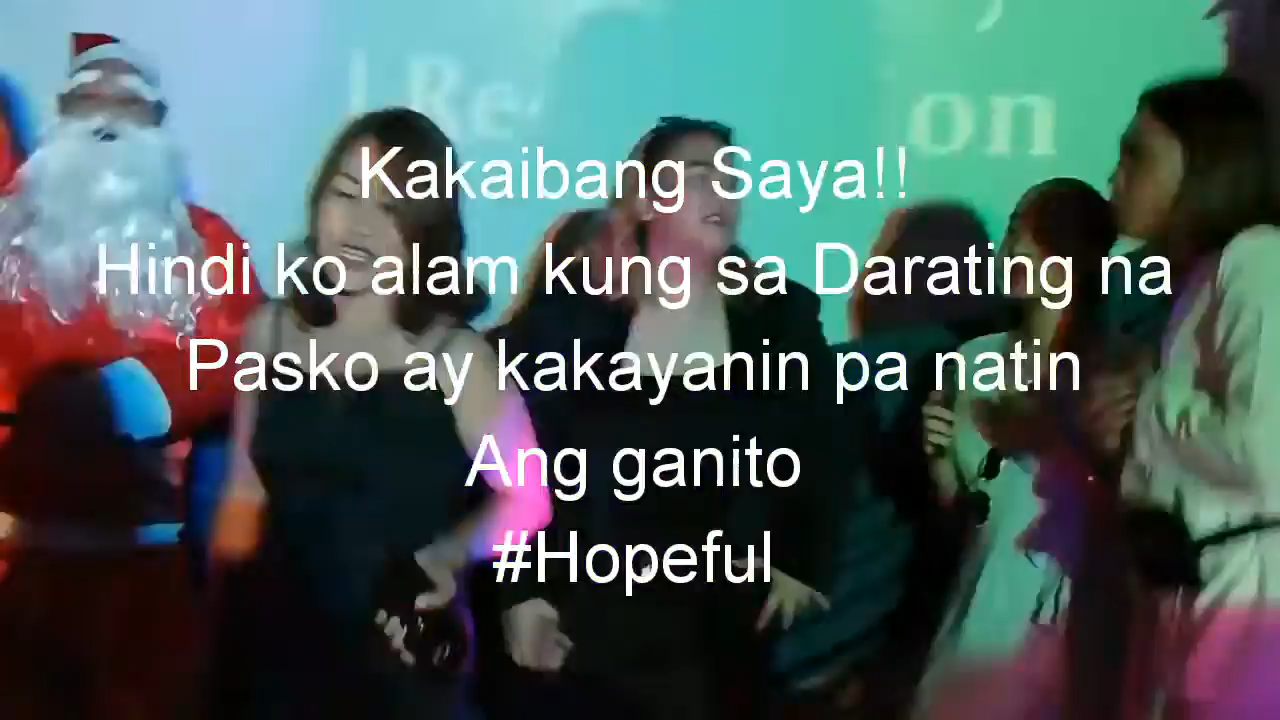 Kakaibang Saya!!
Hindi ko alam kung sa Darating na
Pasko ay kakayanin pa natin
Ang ganito
#Hopeful